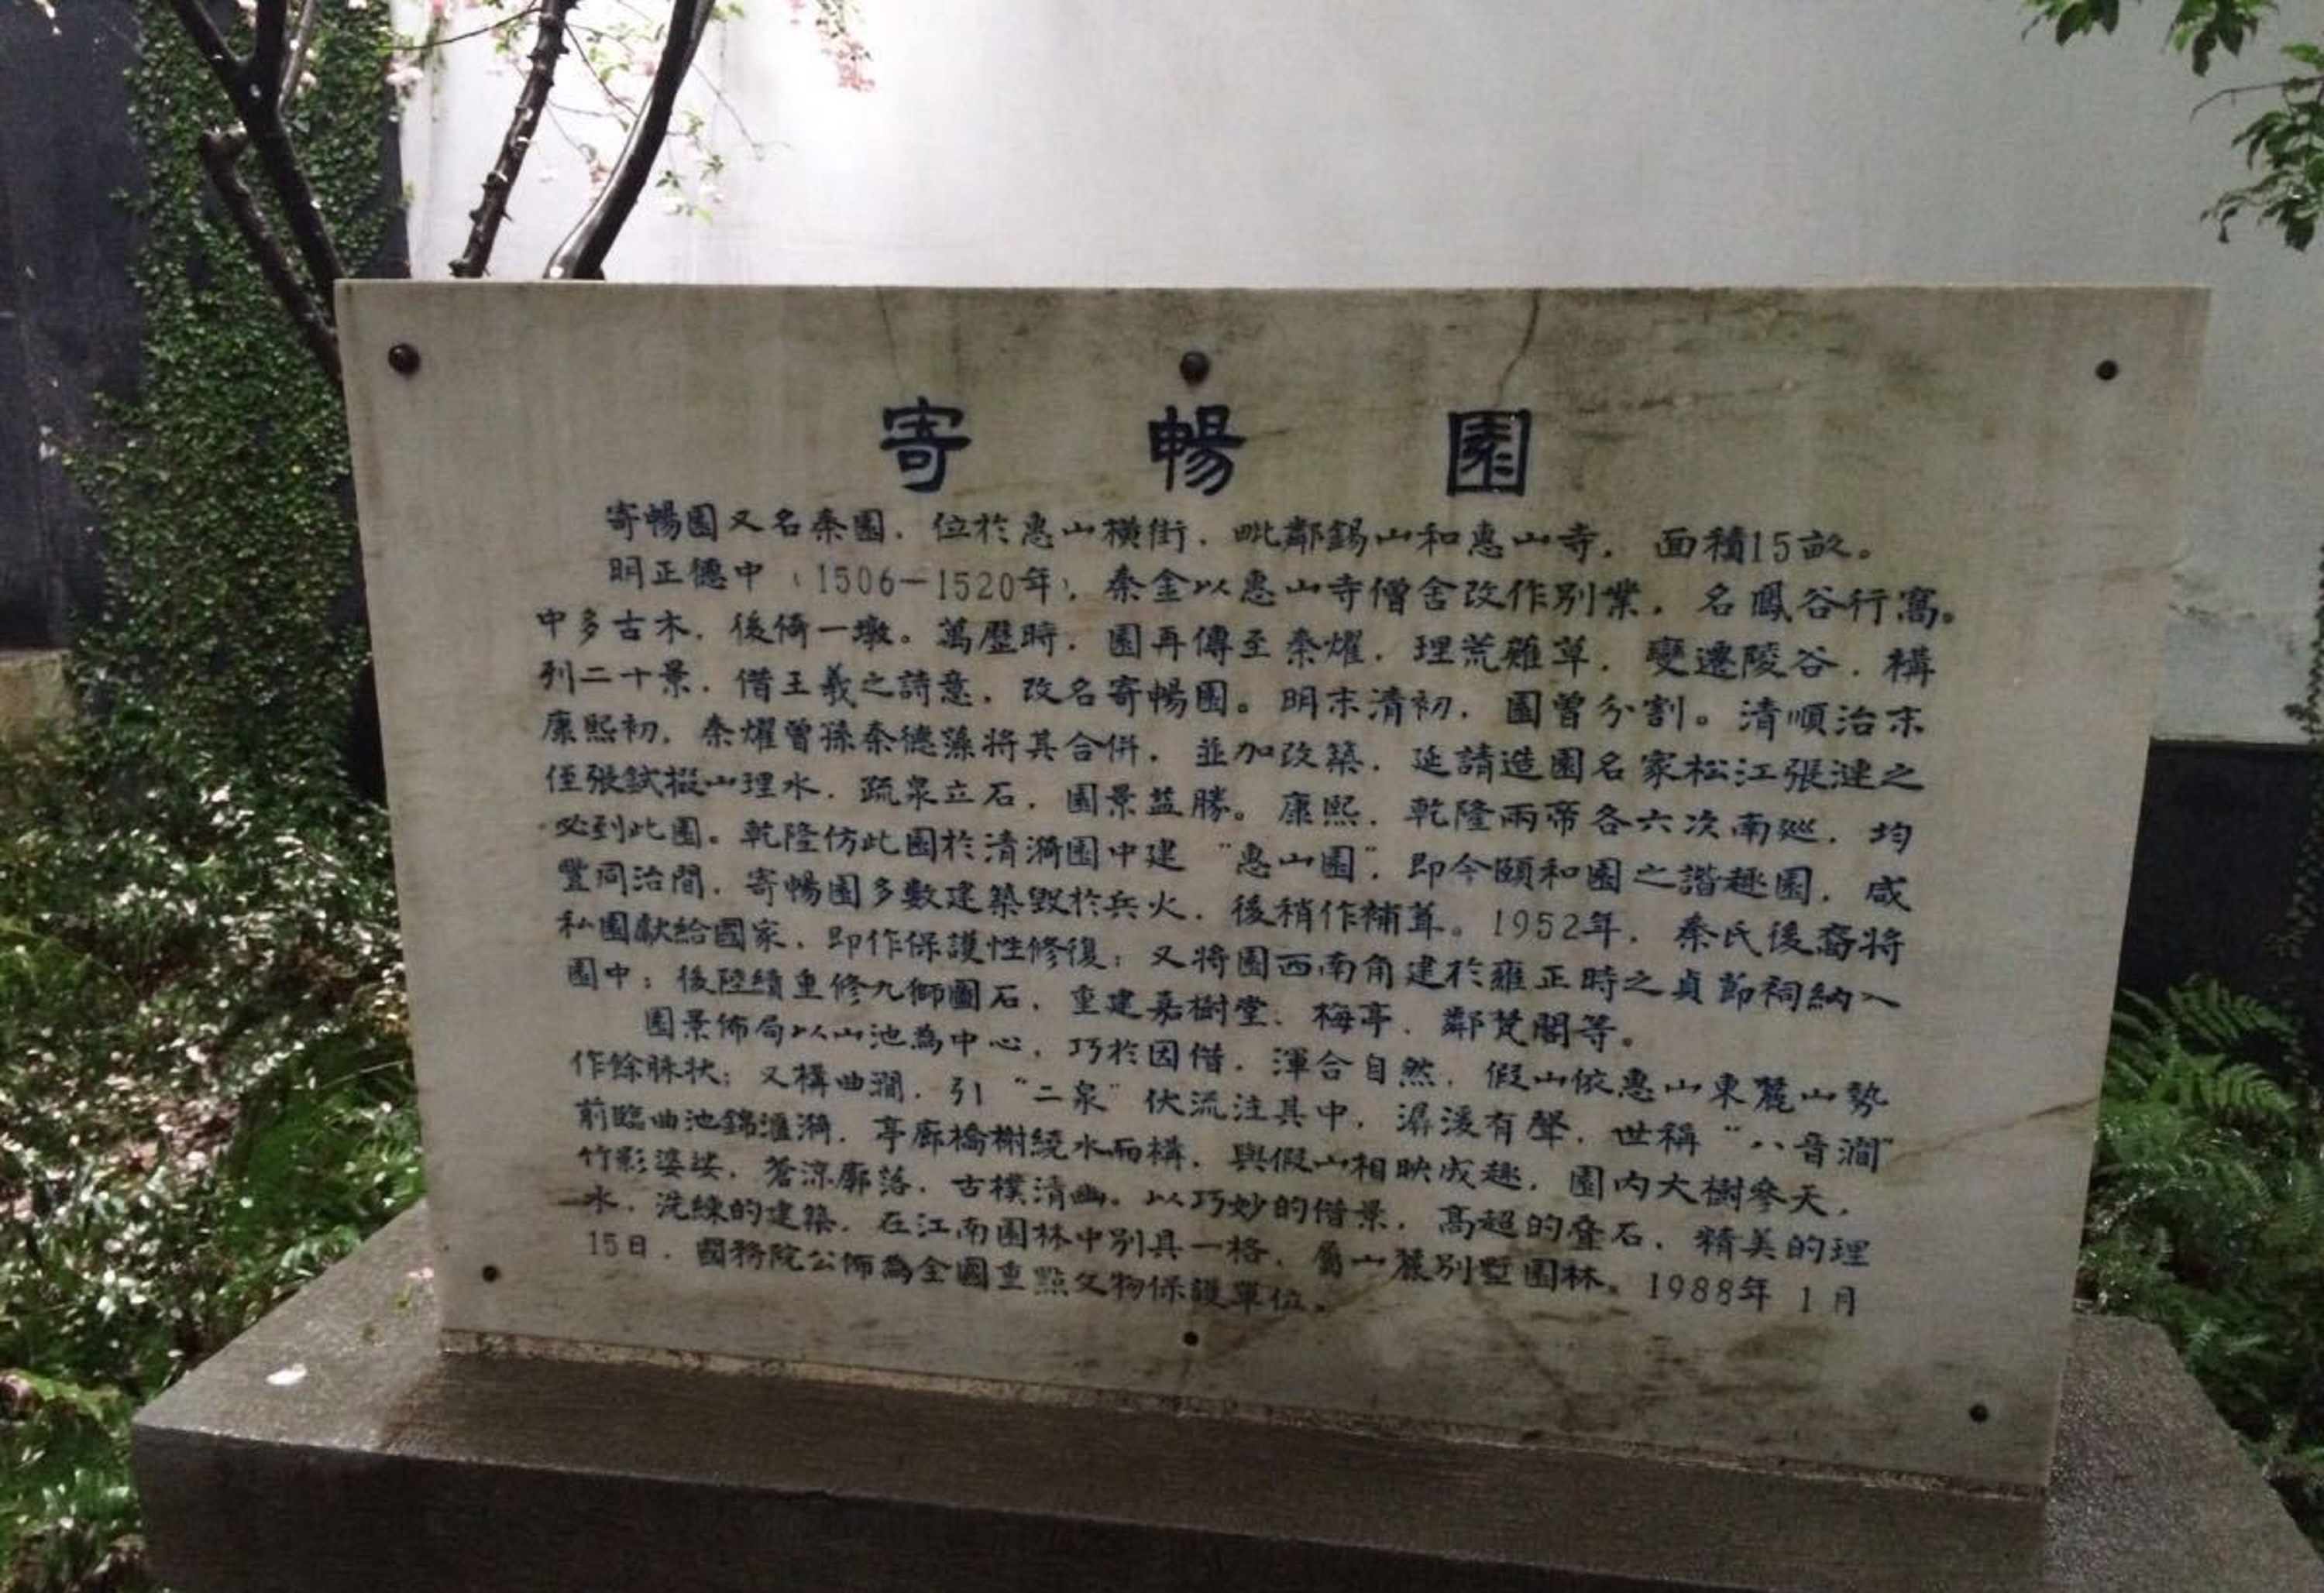 寄暢園
寄暢園又名秦園，位於惠山橫街，毗鄰錫山和惠山寺，面積15畝。
明正德中（1506—1520年），秦金以惠山寺僧舍改作別業，名鳳谷行窩。
中多古木，後倚一墩。萬歷時，園再傳至秦燿，理荒薙草，變遷陵谷，構
列二十景，借王羲之詩意，改名寄暢園。明末清初，園曾分割。清順治末
康熙初，秦燿曾孫秦德藻將其合併，並加改築，延請造園名家松江張漣之
侄張鉽掇山理水，疏泉立石，園景益勝。康熙，乾隆兩帝各六次南巡，均
必到此園。乾隆仿此園於清漪園中建“惠山園”，即今頤和園之諧趣園，咸
豐同治間，寄暢園多數建築毀於兵火，後稍作補葺。1952年，秦氏後裔將
私園獻給國家，即作保護性修復；又將園西南角建於雍正時之貞節祠納入
園中；後陸續重修九獅圖石，重建嘉樹堂、梅亭，鄰梵閣等。
園景佈局以山池為中心，巧於因借，渾合自然，假山依惠山東麓山勢
作餘脉狀；又構曲澗，引“二泉”伏流注其中，潺湲有聲，世稱“八音澗”
前臨曲池錦滙漪，亭廊橋榭繞水而構，與假山相映成趣，園內大樹參天，
竹影婆娑，蒼涼廓落，古樸清幽。以巧妙的借景，高超的疊石，精美的理
水，洗練的建築，在江南園林中別具一格，屬山麓別墅園林。1988年1月
15日，國務院公佈為全國重點文物保護單位。